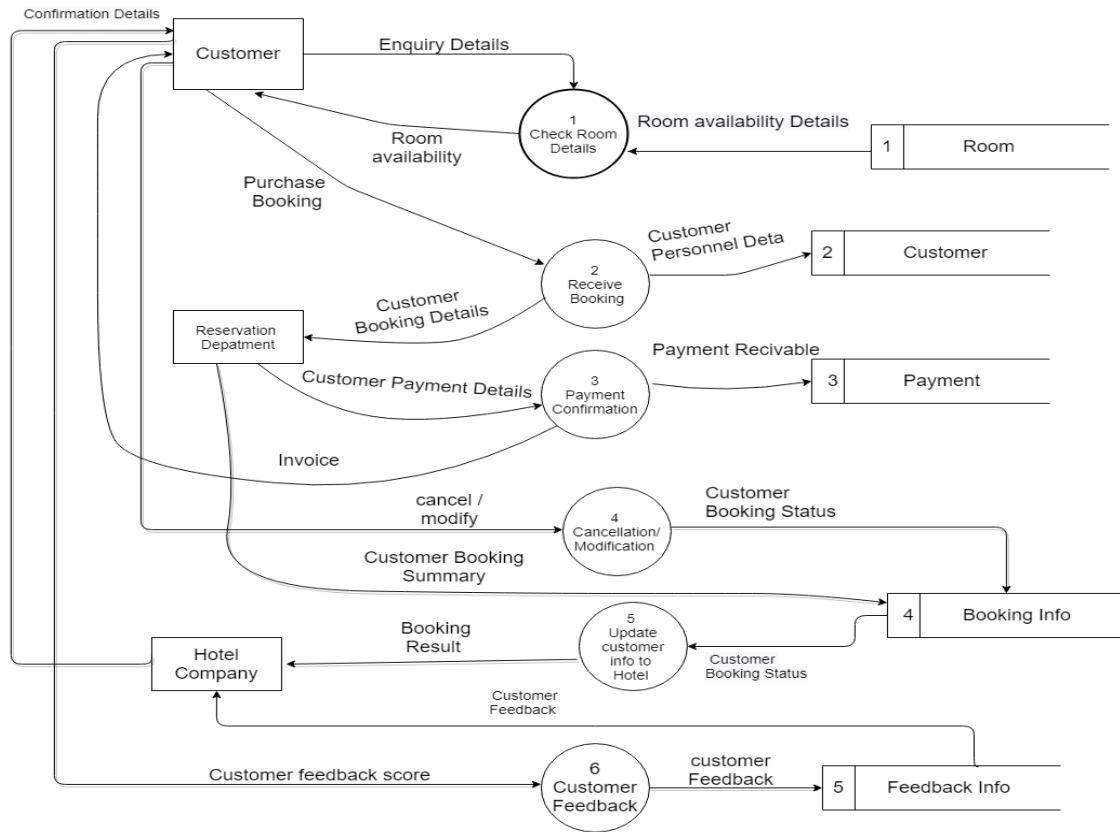 Confirmation Details
Customer
Enquiry Details
1
Check Room
Details
Room availability Details
1
Room
Room
availability
Purchase
Booking
2
Receive
Booking
Customer
Personnel Deta
2
Customer
Customer
Booking Details
Reservation
Depatment
Customer Payment Details
3
Payment
Confirmation
Payment Recivable
3
Payment
Invoice
cancel /
modify
4
Cancellation/
Modification
Customer
Booking Status
Customer Booking
Summary
4
Booking Info
5
Update
customer
info to
Hotel
Customer
Booking Status
Booking
Result
Hotel
Company
Customer
Feedback
Customer feedback score
6
Customer
Feedback
customer
Feedback
5
Feedback Info